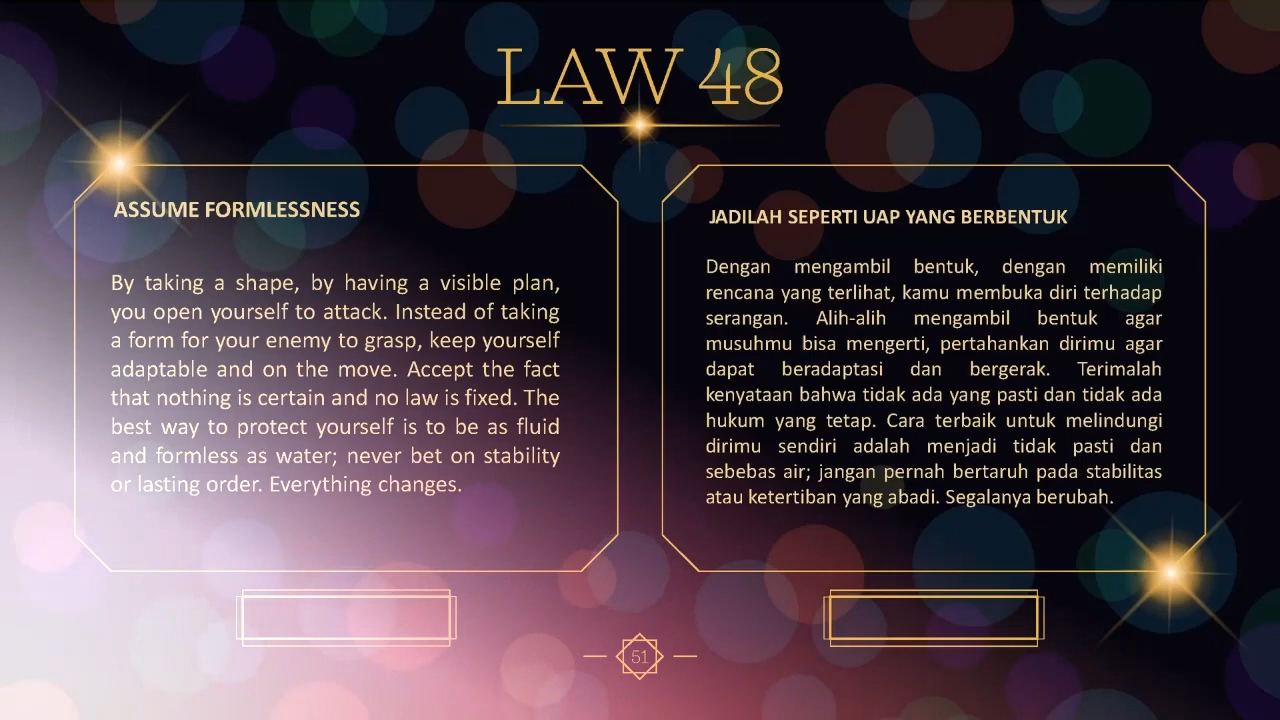 LAW 48
ASSUME FORMLESSNESS
By taking a shape, by having a visible plan,
you open yourself to attack. Instead of taking
a form for your enemy to grasp, keep yourself
adaptable and on the move. Accept the fact
that nothing is certain and no law is fixed. The
best way to protect yourself is to be as fluid
and formless as water; never bet on stability
or lasting order. Everything changes.
JADILAH SEPERTI UAP YANG BERBENTUK
Dengan mengambil bentuk, dengan memiliki
rencana yang terlihat, kamu membuka diri terhadap
serangan. Alih-alih mengambil bentuk agar
musuhmu bisa mengerti, pertahankan dirimu agar
dapat beradaptasi dan bergerak. Terimalah
kenyataan bahwa tidak ada yang pasti dan tidak ada
hukum yang tetap. Cara terbaik untuk melindungi
dirimu sendiri adalah menjadi tidak pasti dan
sebebas air; jangan pernah bertaruh pada stabilitas
atau ketertiban yang abadi. Segalanya berubah.
51